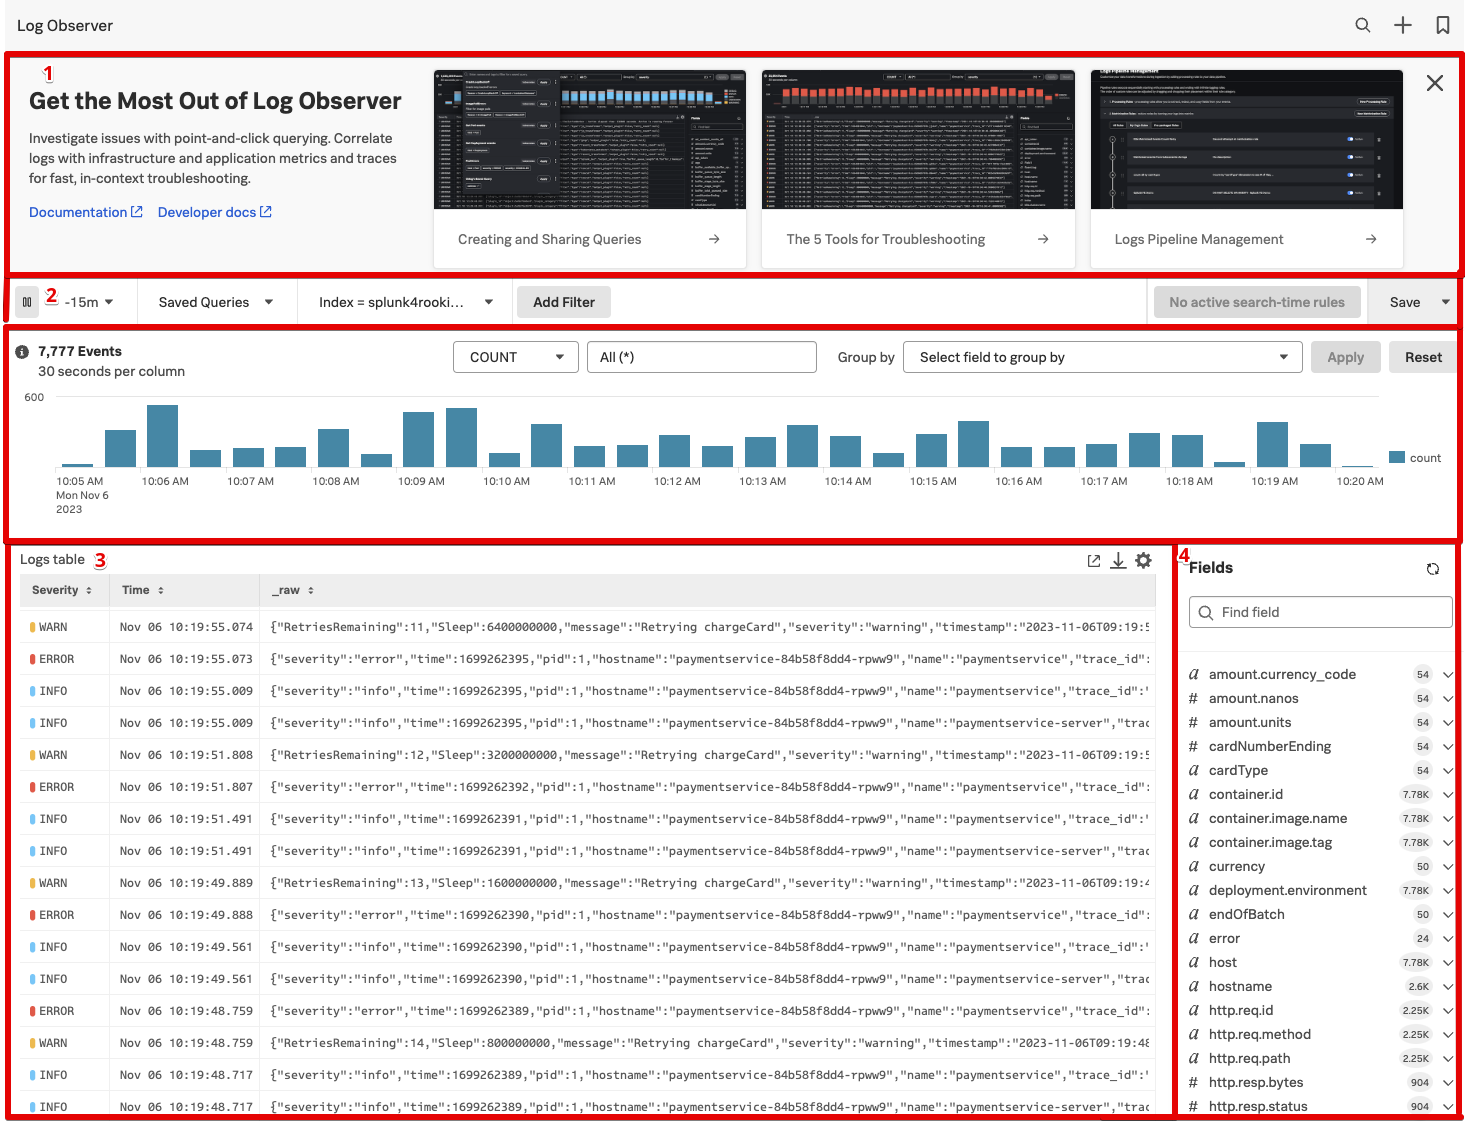 Log Observer
1
Get the Most Out of Log Observer
Investigate issues with point-and-click querying. Correlate
logs with infrastructure and application metrics and traces
for fast, in-context troubleshooting.
Documentation
Developer docs
Logs Pipeline Management
Creating and Sharing Queries
The 5 Tools for Troubleshooting
Logs Pipeline Management
2
-15m
Saved Queries
Index = splunk4rooki...
Add Filter
No active search-time rules
Save
7,777 Events
30 seconds per column
COUNT
All (*)
Group by
Select field to group by
Apply
Reset
600
10:05 AM 10:06 AM 10:07 AM 10:08 AM 10:09 AM 10:10 AM 10:11 AM 10:12 AM 10:13 AM 10:14 AM 10:15 AM 10:16 AM 10:17 AM 10:18 AM 10:19 AM 10:20 AM
Mon Nov 6
2023
count
Logs table
3
Severity Time _raw
WARN Nov 06 10:19:55.074 {"RetriesRemaining":11,"Sleep":6400000000,"message":"Retrying chargeCard","severity":"warning","timestamp":"2023-11-06T09:19:5
ERROR Nov 06 10:19:55.073 {"severity":"error","time":1699262395,"pid":1,"hostname":"paymentservice-84b58f8dd4-rpww9","name":"paymentservice","trace_id":
INFO Nov 06 10:19:55.009 {"severity":"info","time":1699262395,"pid":1,"hostname":"paymentservice-84b58f8dd4-rpww9","name":"paymentservice","trace_id":"
INFO Nov 06 10:19:55.009 {"severity":"info","time":1699262395,"pid":1,"hostname":"paymentservice-84b58f8dd4-rpww9","name":"paymentservice-server","trac
WARN Nov 06 10:19:51.808 {"RetriesRemaining":12,"Sleep":3200000000,"message":"Retrying chargeCard","severity":"warning","timestamp":"2023-11-06T09:19:5
ERROR Nov 06 10:19:51.807 {"severity":"error","time":1699262392,"pid":1,"hostname":"paymentservice-84b58f8dd4-rpww9","name":"paymentservice","trace_id":
INFO Nov 06 10:19:51.491 {"severity":"info","time":1699262391,"pid":1,"hostname":"paymentservice-84b58f8dd4-rpww9","name":"paymentservice","trace_id":"
INFO Nov 06 10:19:51.491 {"severity":"info","time":1699262391,"pid":1,"hostname":"paymentservice-84b58f8dd4-rpww9","name":"paymentservice-server","trac
WARN Nov 06 10:19:49.889 {"RetriesRemaining":13,"Sleep":1600000000,"message":"Retrying chargeCard","severity":"warning","timestamp":"2023-11-06T09:19:4
ERROR Nov 06 10:19:49.888 {"severity":"error","time":1699262390,"pid":1,"hostname":"paymentservice-84b58f8dd4-rpww9","name":"paymentservice","trace_id":
INFO Nov 06 10:19:49.561 {"severity":"info","time":1699262390,"pid":1,"hostname":"paymentservice-84b58f8dd4-rpww9","name":"paymentservice","trace_id":"
INFO Nov 06 10:19:49.561 {"severity":"info","time":1699262390,"pid":1,"hostname":"paymentservice-84b58f8dd4-rpww9","name":"paymentservice-server","trac
ERROR Nov 06 10:19:48.759 {"severity":"error","time":1699262389,"pid":1,"hostname":"paymentservice-84b58f8dd4-rpww9","name":"paymentservice","trace_id":
WARN Nov 06 10:19:48.759 {"RetriesRemaining":14,"Sleep":800000000,"message":"Retrying chargeCard","severity":"warning","timestamp":"2023-11-06T09:19:48
INFO Nov 06 10:19:48.717 {"severity":"info","time":1699262389,"pid":1,"hostname":"paymentservice-84b58f8dd4-rpww9","name":"paymentservice","trace_id":"
INFO Nov 06 10:19:48.717 {"severity":"info","time":1699262389,"pid":1,"hostname":"paymentservice-84b58f8dd4-rpww9","name":"paymentservice-server","trac
4
Fields
Find field
a amount.currency_code 54
# amount.nanos 54
# amount.units 54
# cardNumberEnding 54
a cardType 54
a container.id 7.78K
a container.image.name 7.78K
a container.image.tag 7.78K
a currency 50
a deployment.environment 7.78K
a endOfBatch 50
a error 24
a host 7.78K
a hostname 2.6K
a http.req.id 2.25K
a http.req.method 2.25K
a http.req.path 2.25K
# http.resp.bytes 904
# http.resp.status 904